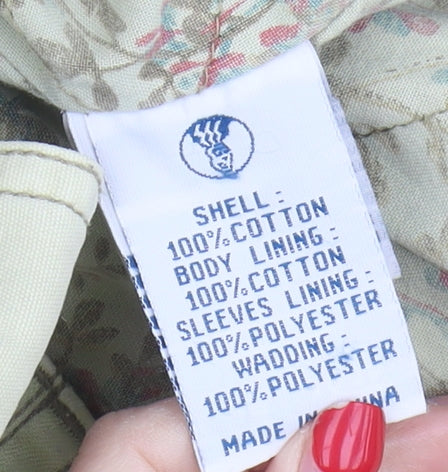 SHELL :
100% COTTON
BODY LINING :
100% COTTON
SLEEVES LINING :
100% POLYESTER
WADDING :
100% POLYESTER
MADE IN